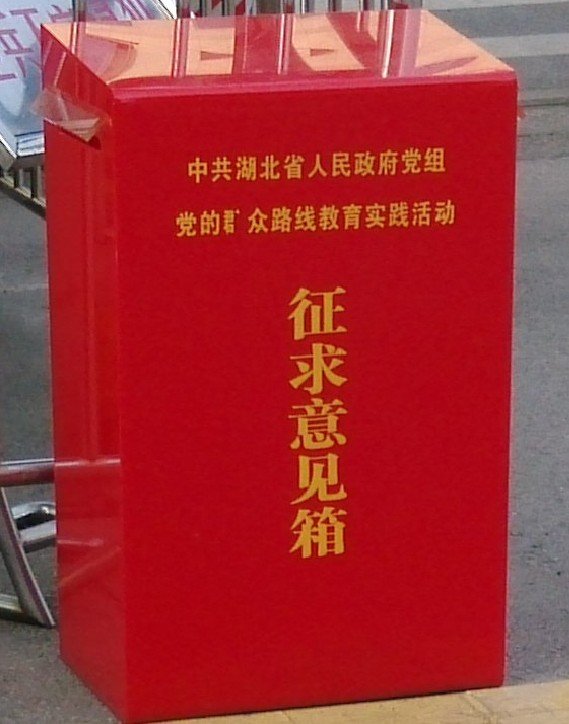 中共湖北省人民政府党组
党的群众路线教育实践活动
征求意见箱